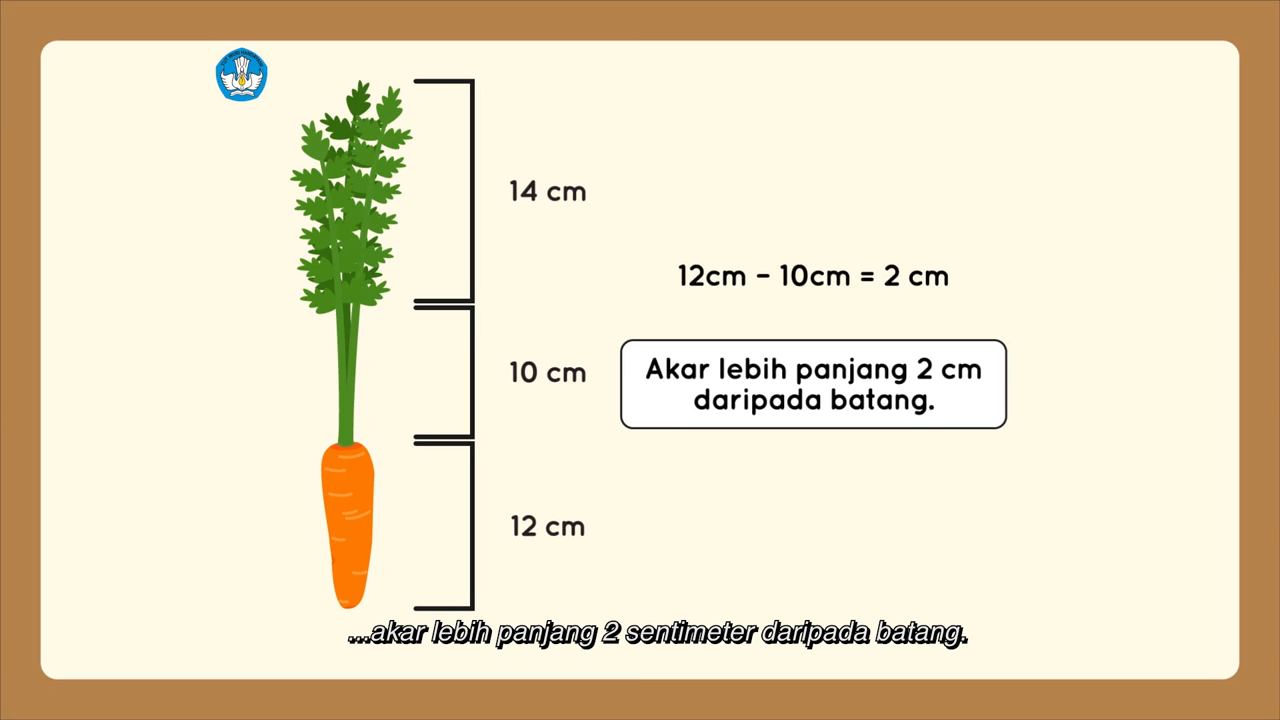 14 cm
12cm - 10cm = 2 cm
10 cm
Akar lebih panjang 2 cm
daripada batang.
12 cm
...akar lebih panjang 2 sentimeter daripada batang.